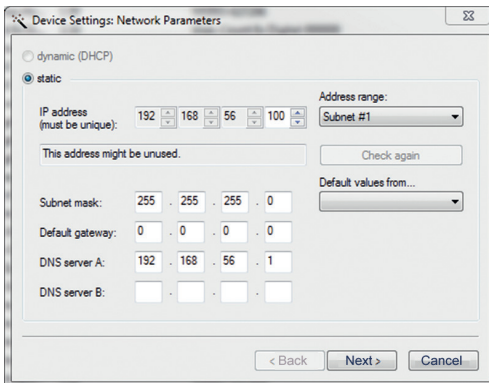 Device Settings: Network Parameters
dynamic (DHCP)
static
Address range:
IP address
(must be unique):
192 168 56 100
Subnet #1
This address might be unused.
Check again
Default values from...
Subnet mask: 255 . 255 . 255 . 0
Default gateway: 0 . 0 . 0 . 0
DNS server A: 192 . 168 . 56 . 1
DNS server B: . . .
< Back
Next >
Cancel